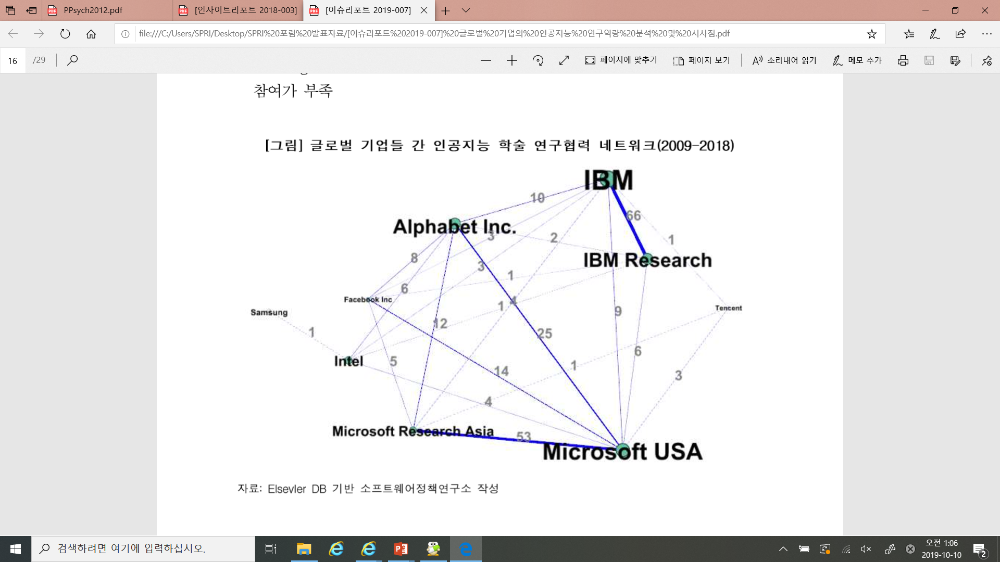 PPsych2012.pdf
[인사이트리포트 2018-003]
[이슈리포트 2019-007]
file:///C:/Users/SPRI/Desktop/SPRI%20포럼%20발표자료/[이슈리포트%202019-007]%20글로벌%20기업의%20인공지능%20연구역량%20분석%20및%20시사점.pdf
16 /29
페이지에 맞추기
페이지 보기
소리내어 읽기
메모 추가
참여가 부족
[그림] 글로벌 기업들 간 인공지능 학술 연구협력 네트워크(2009-2018)
IBM
10
66
Alphabet Inc.
3
2
1
8
IBM Research
3
1
6
Facebook Inc
4
1
Samsung
Tencent
9
12
1
25
6
Intel
5
1
14
3
4
Microsoft Research Asia
53
Microsoft USA
자료: Elsevier DB 기반 소프트웨어정책연구소 작성
검색하려면 여기에 입력하십시오.
오전 1:06
2019-10-10
2